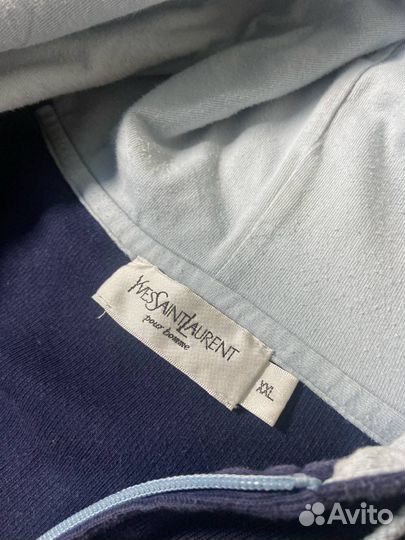 YVESSAINTLAURENT
pour homme
XXL
Avito